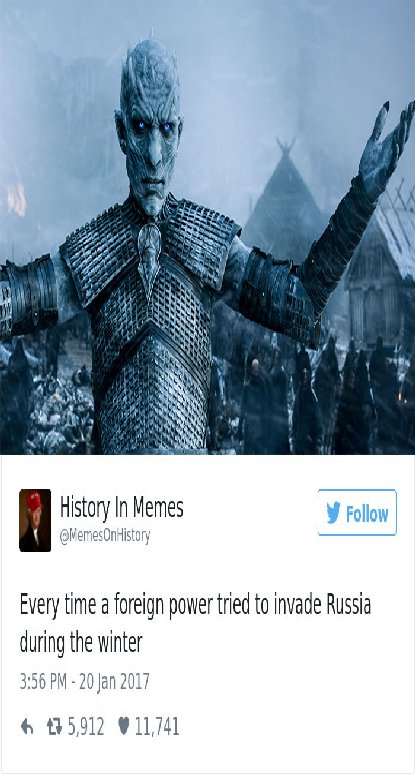 History In Memes
@MemesOnHistory
Follow
Every time a foreign power tried to invade Russia
during the winter
3:56 PM - 20 Jan 2017
5,912 11,741